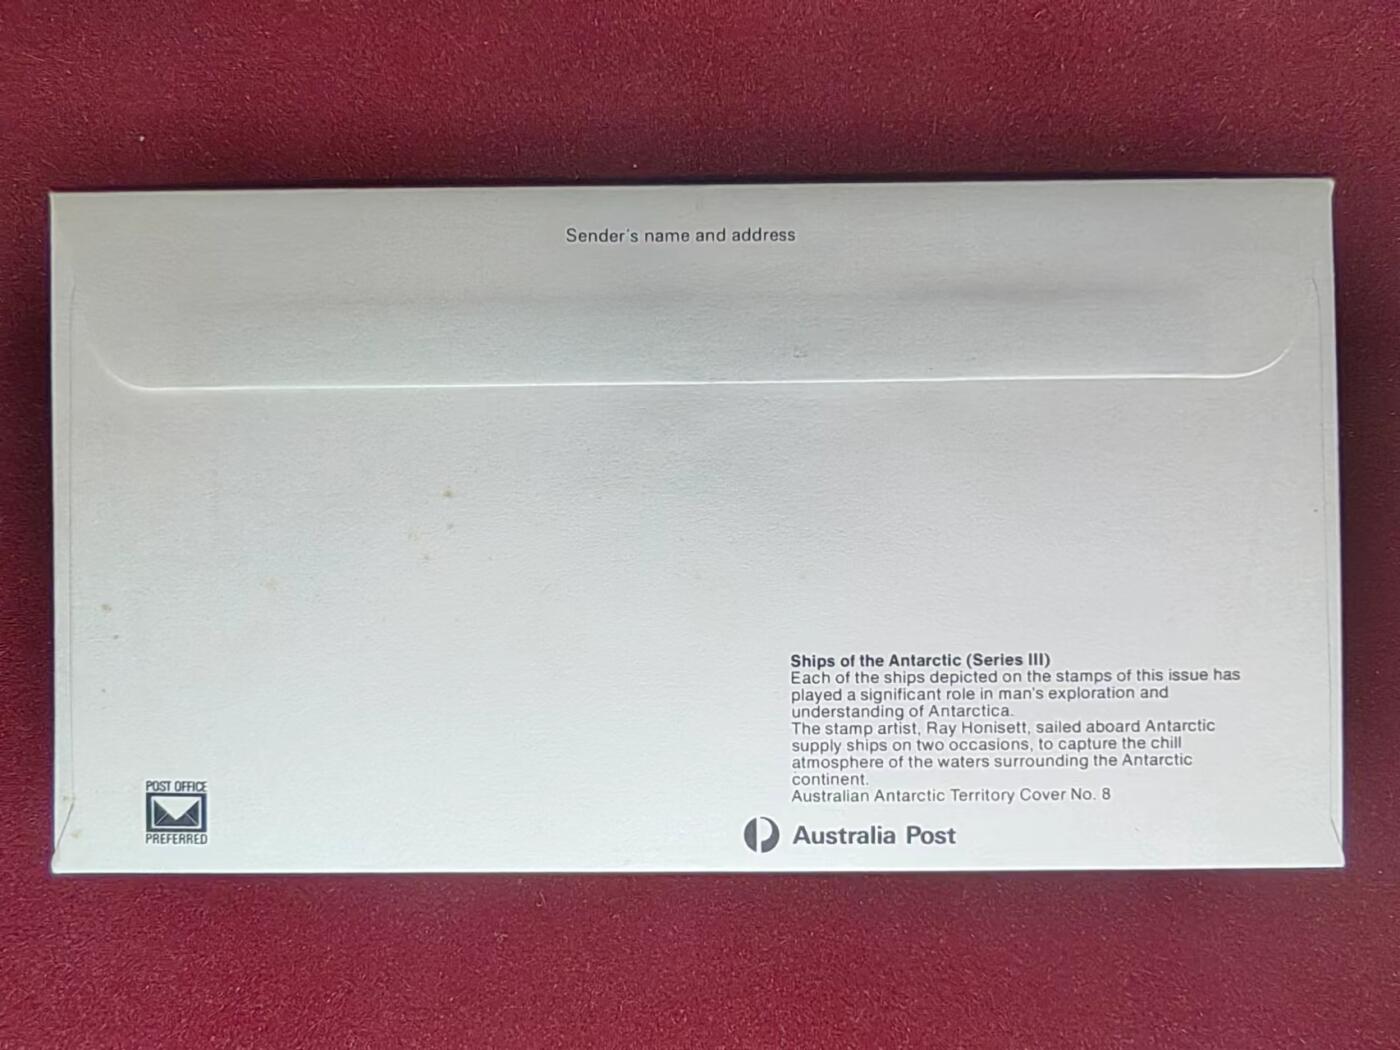 Sender's name and address
Ships of the Antarctic (Series III)
Each of the ships depicted on the stamps of this issue has
played a significant role in man's exploration and
understanding of Antarctica.
The stamp artist, Ray Honisett, sailed aboard Antarctic
supply ships on two occasions, to capture the chill
atmosphere of the waters surrounding the Antarctic
continent.
Australian Antarctic Territory Cover No. 8
POST OFFICE
PREFERRED
Australia Post